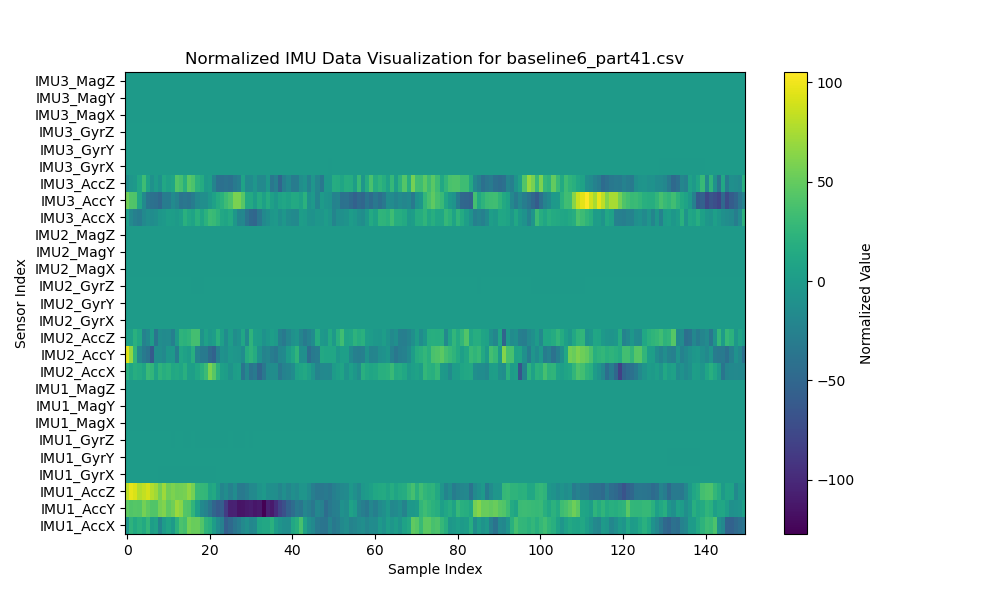 Normalized IMU Data Visualization for baseline6_part41.csv
IMU3_MagZ
IMU3_MagY
IMU3_MagX
IMU3_GyrZ
IMU3_GyrY
IMU3_GyrX
IMU3_AccZ
IMU3_AccY
IMU3_AccX
IMU2_MagZ
IMU2_MagY
IMU2_MagX
IMU2_GyrZ
IMU2_GyrY
IMU2_GyrX
IMU2_AccZ
IMU2_AccY
IMU2_AccX
IMU1_MagZ
IMU1_MagY
IMU1_MagX
IMU1_GyrZ
IMU1_GyrY
IMU1_GyrX
IMU1_AccZ
IMU1_AccY
IMU1_AccX
Sensor Index
0 20 40 60 80 100 120 140
Sample Index
100
50
0
−50
−100
Normalized Value